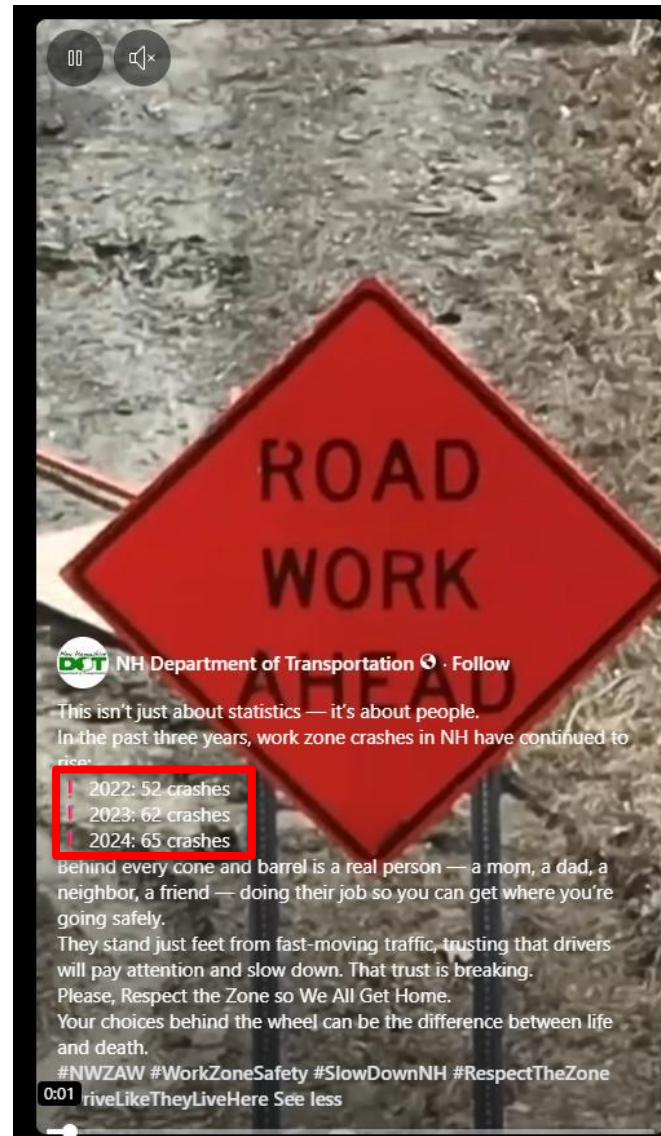 ROAD
WORK
AHEAD
New Hampshire
DOT
NH Department of Transportation · Follow
This isn’t just about statistics — it’s about people.
In the past three years, work zone crashes in NH have continued to
rise:
❗ 2022: 52 crashes
❗ 2023: 62 crashes
❗ 2024: 65 crashes
Behind every cone and barrel is a real person — a mom, a dad, a
neighbor, a friend — doing their job so you can get where you’re
going safely.
They stand just feet from fast-moving traffic, trusting that drivers
will pay attention and slow down. That trust is breaking.
Please, Respect the Zone so We All Get Home.
Your choices behind the wheel can be the difference between life
and death.
#NWZAW #WorkZoneSafety #SlowDownNH #RespectTheZone
0:01 riveLikeTheyLiveHere See less